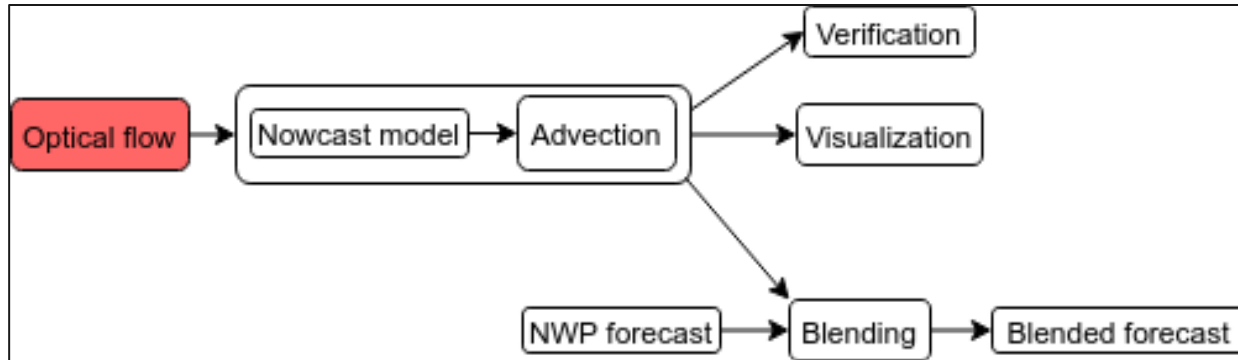 Verification
Optical flow
Nowcast model
Advection
Visualization
NWP forecast
Blending
Blended forecast